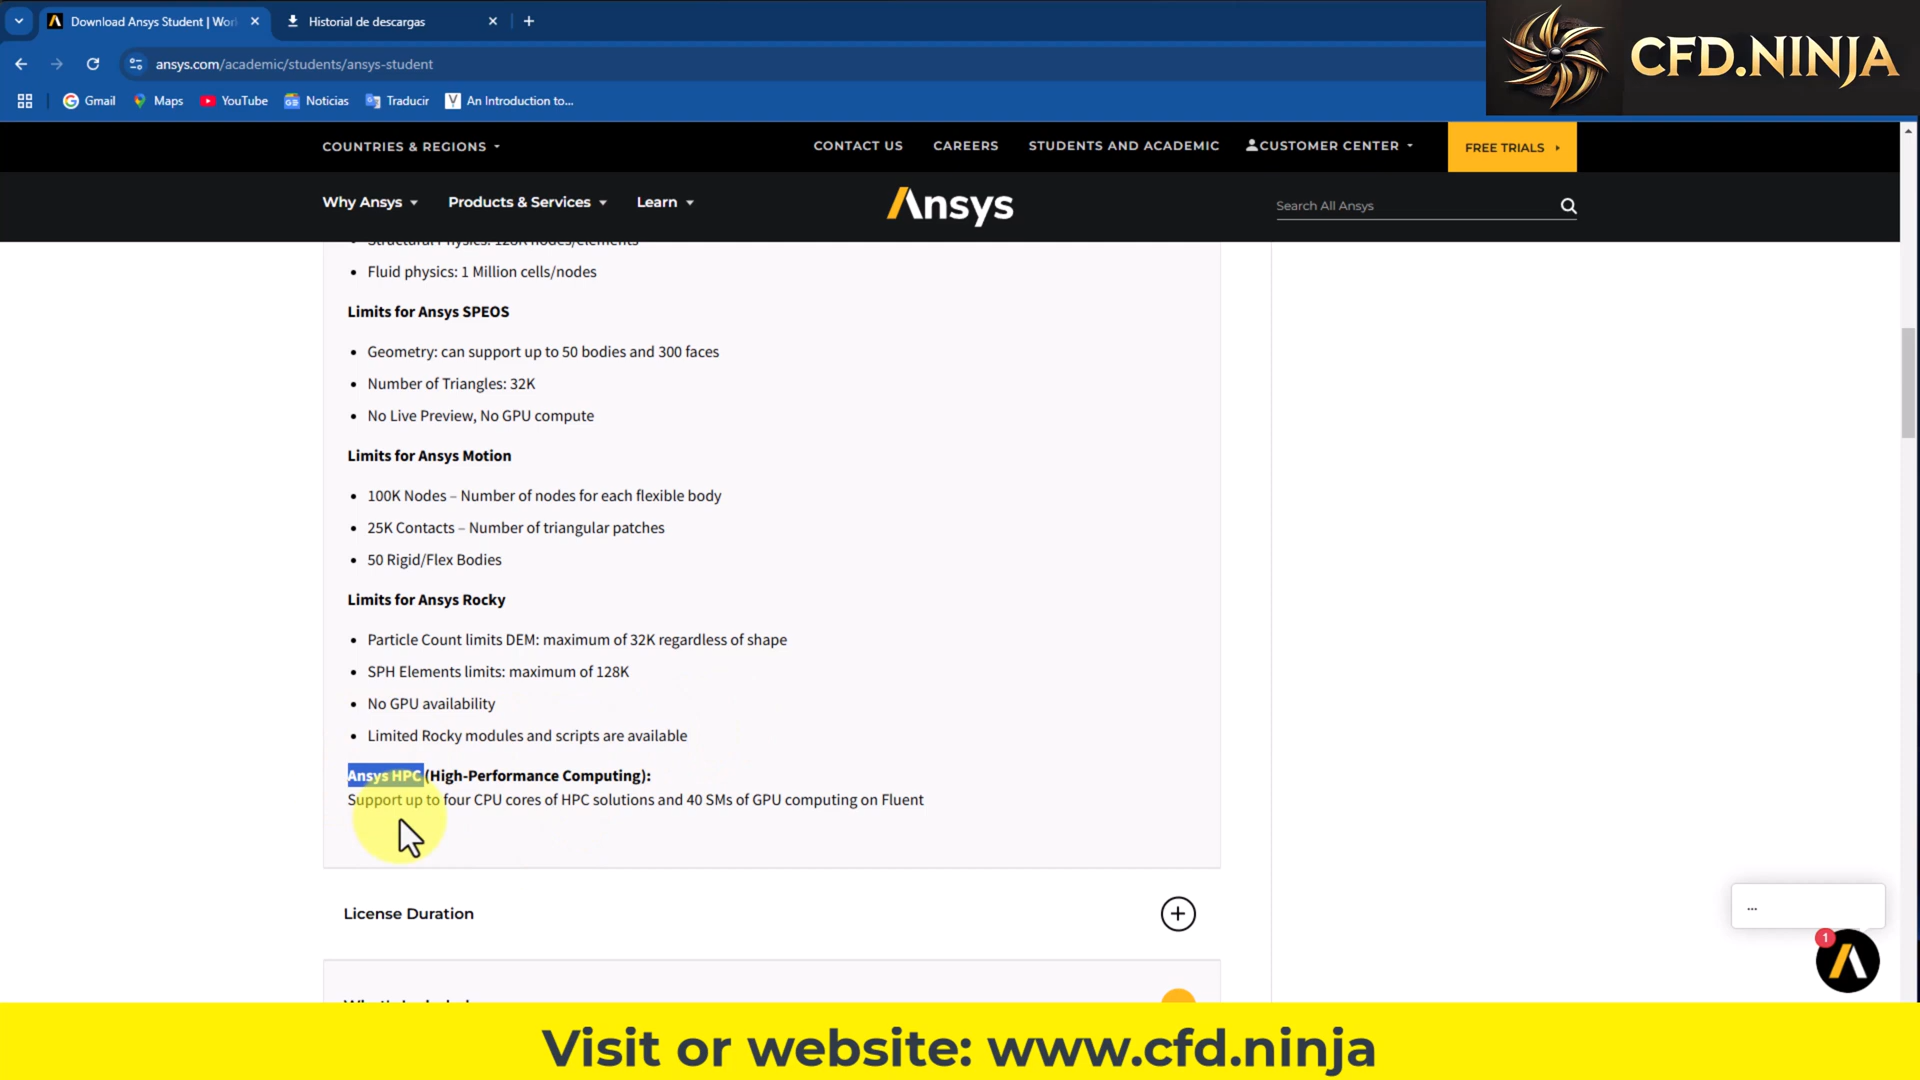 Download Ansys Student | Wor
Historial de descargas
ansys.com/academic/students/ansys-student
CFD.NINJA
Gmail
Maps
YouTube
Noticias
Traducir
An Introduction to...
COUNTRIES & REGIONS
CONTACT US
CAREERS
STUDENTS AND ACADEMIC
CUSTOMER CENTER
FREE TRIALS
Why Ansys
Products & Services
Learn
Ansys
Search All Ansys
Structural Physics: 128K nodes/elements
Fluid physics: 1 Million cells/nodes
Limits for Ansys SPEOS
Geometry: can support up to 50 bodies and 300 faces
Number of Triangles: 32K
No Live Preview, No GPU compute
Limits for Ansys Motion
100K Nodes – Number of nodes for each flexible body
25K Contacts – Number of triangular patches
50 Rigid/Flex Bodies
Limits for Ansys Rocky
Particle Count limits DEM: maximum of 32K regardless of shape
SPH Elements limits: maximum of 128K
No GPU availability
Limited Rocky modules and scripts are available
Ansys HPC (High-Performance Computing):
Support up to four CPU cores of HPC solutions and 40 SMs of GPU computing on Fluent
License Duration
...
1
Visit or website: www.cfd.ninja